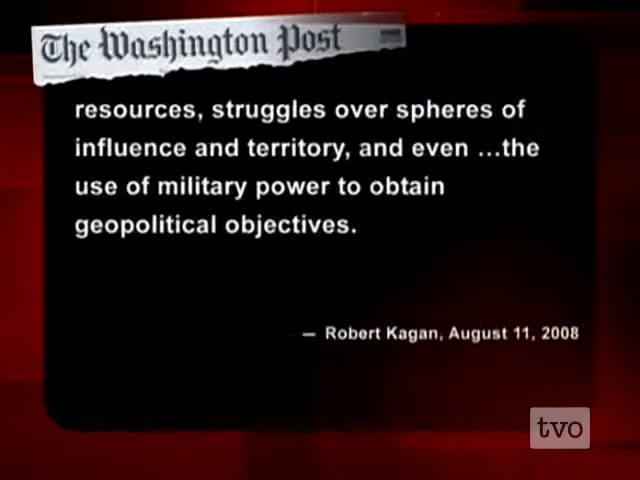 The Washington Post
resources, struggles over spheres of
influence and territory, and even ...the
use of military power to obtain
geopolitical objectives.
— Robert Kagan, August 11, 2008
tvo